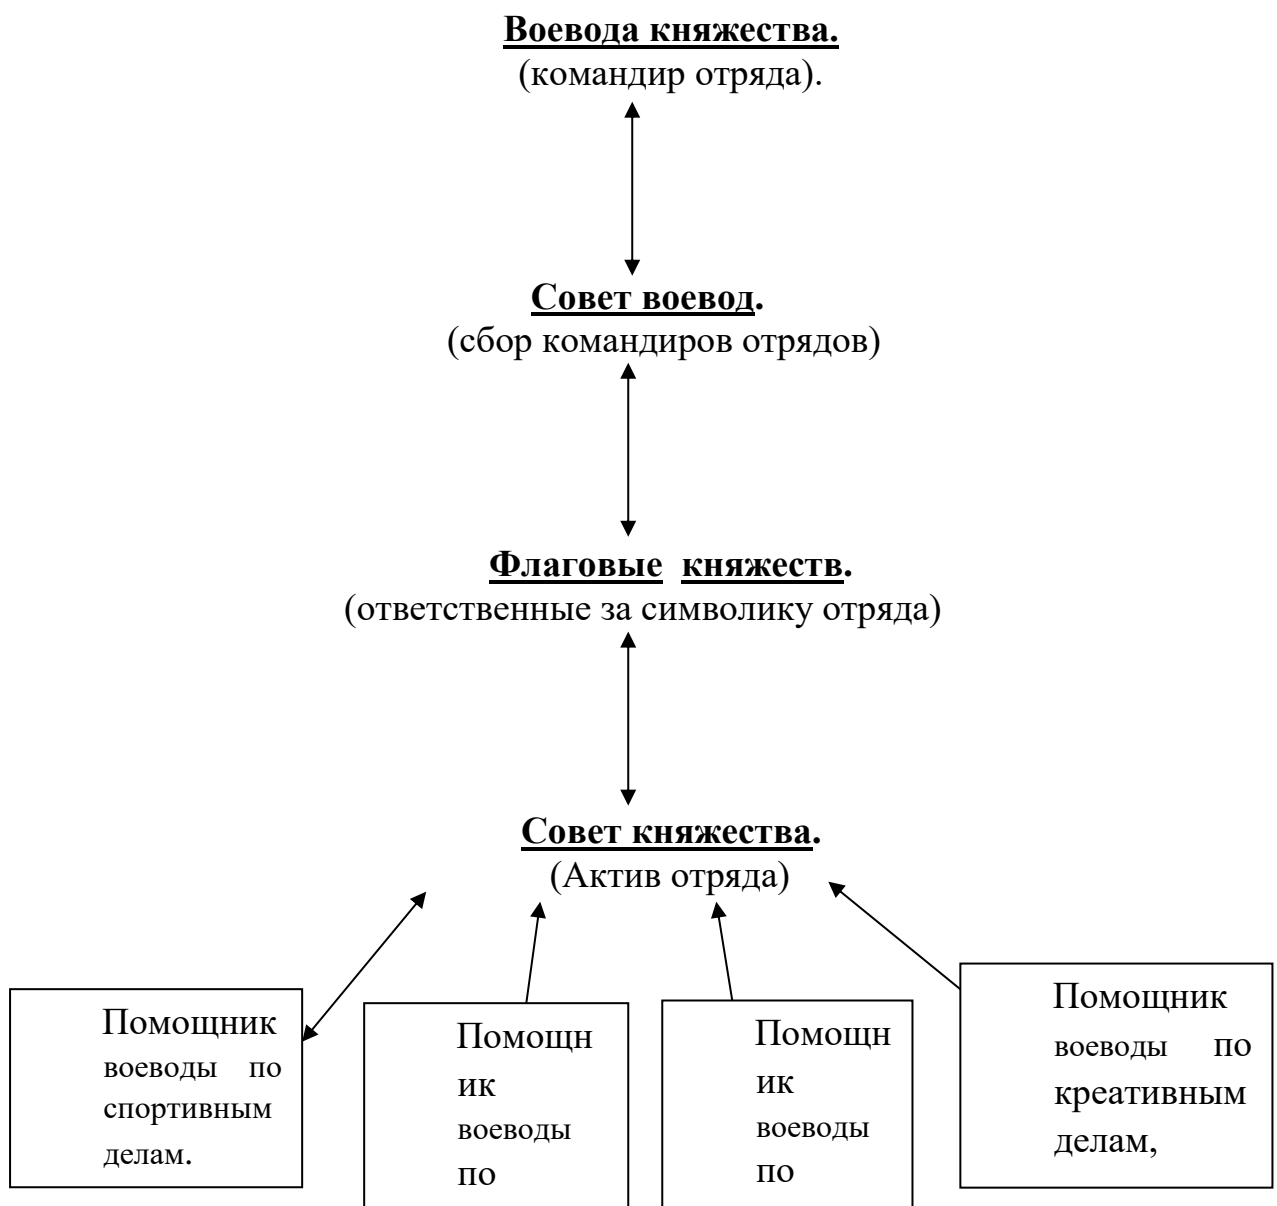 Воевода княжества.
(командир отряда).
Совет воевод.
(сбор командиров отрядов)
Флаговые княжеств.
(ответственные за символику отряда)
Совет княжества.
(Актив отряда)
Помощник
воеводы по
спортивным
делам.
Помощн
ик
воеводы
по
Помощн
ик
воеводы
по
Помощник
воеводы по
креативным
делам,